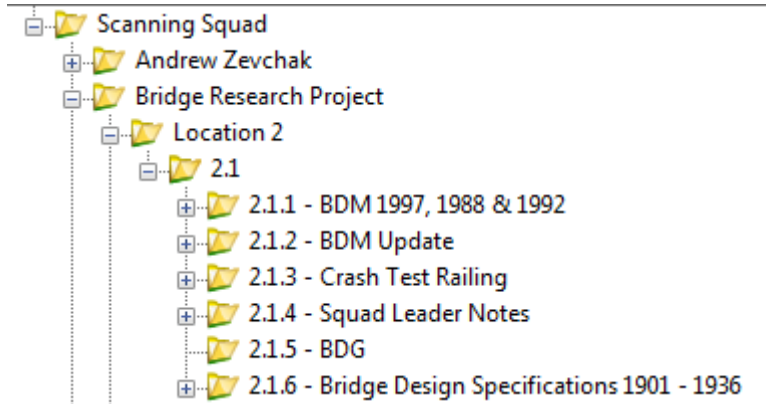 Scanning Squad
Andrew Zevchak
Bridge Research Project
Location 2
2.1
2.1.1 - BDM 1997, 1988 & 1992
2.1.2 - BDM Update
2.1.3 - Crash Test Railing
2.1.4 - Squad Leader Notes
2.1.5 - BDG
2.1.6 - Bridge Design Specifications 1901 - 1936